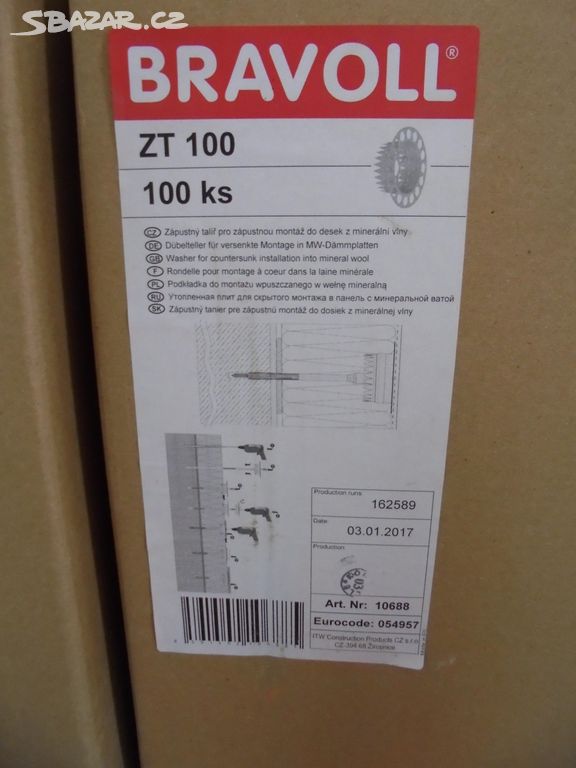 SBAZAR.CZ
BRAVOLL®
ZT 100
100 ks
CZ Zápustný talíř pro zápustnou montáž do desek z minerální vlny
DE Dübelteller für versenkte Montage in MW-Dämmplatten
GB Washer for countersunk installation into mineral wool
F Rondelle pour montage à coeur dans la laine minérale
PL Podkładka do montażu wpuszczanego w wełnę mineralną
RU Утопленная плит для скрытого монтажа в панель с минеральной ватой
SK Zápustný tanier pre zápustnú montáž do dosiek z minerálnej vlny
Production runs:
162589
Date:
03.01.2017
Production:
Art. Nr: 10688
Eurocode: 054957
ITW Construction Products CZ s.r.o.
CZ-394 68 Žirovnice